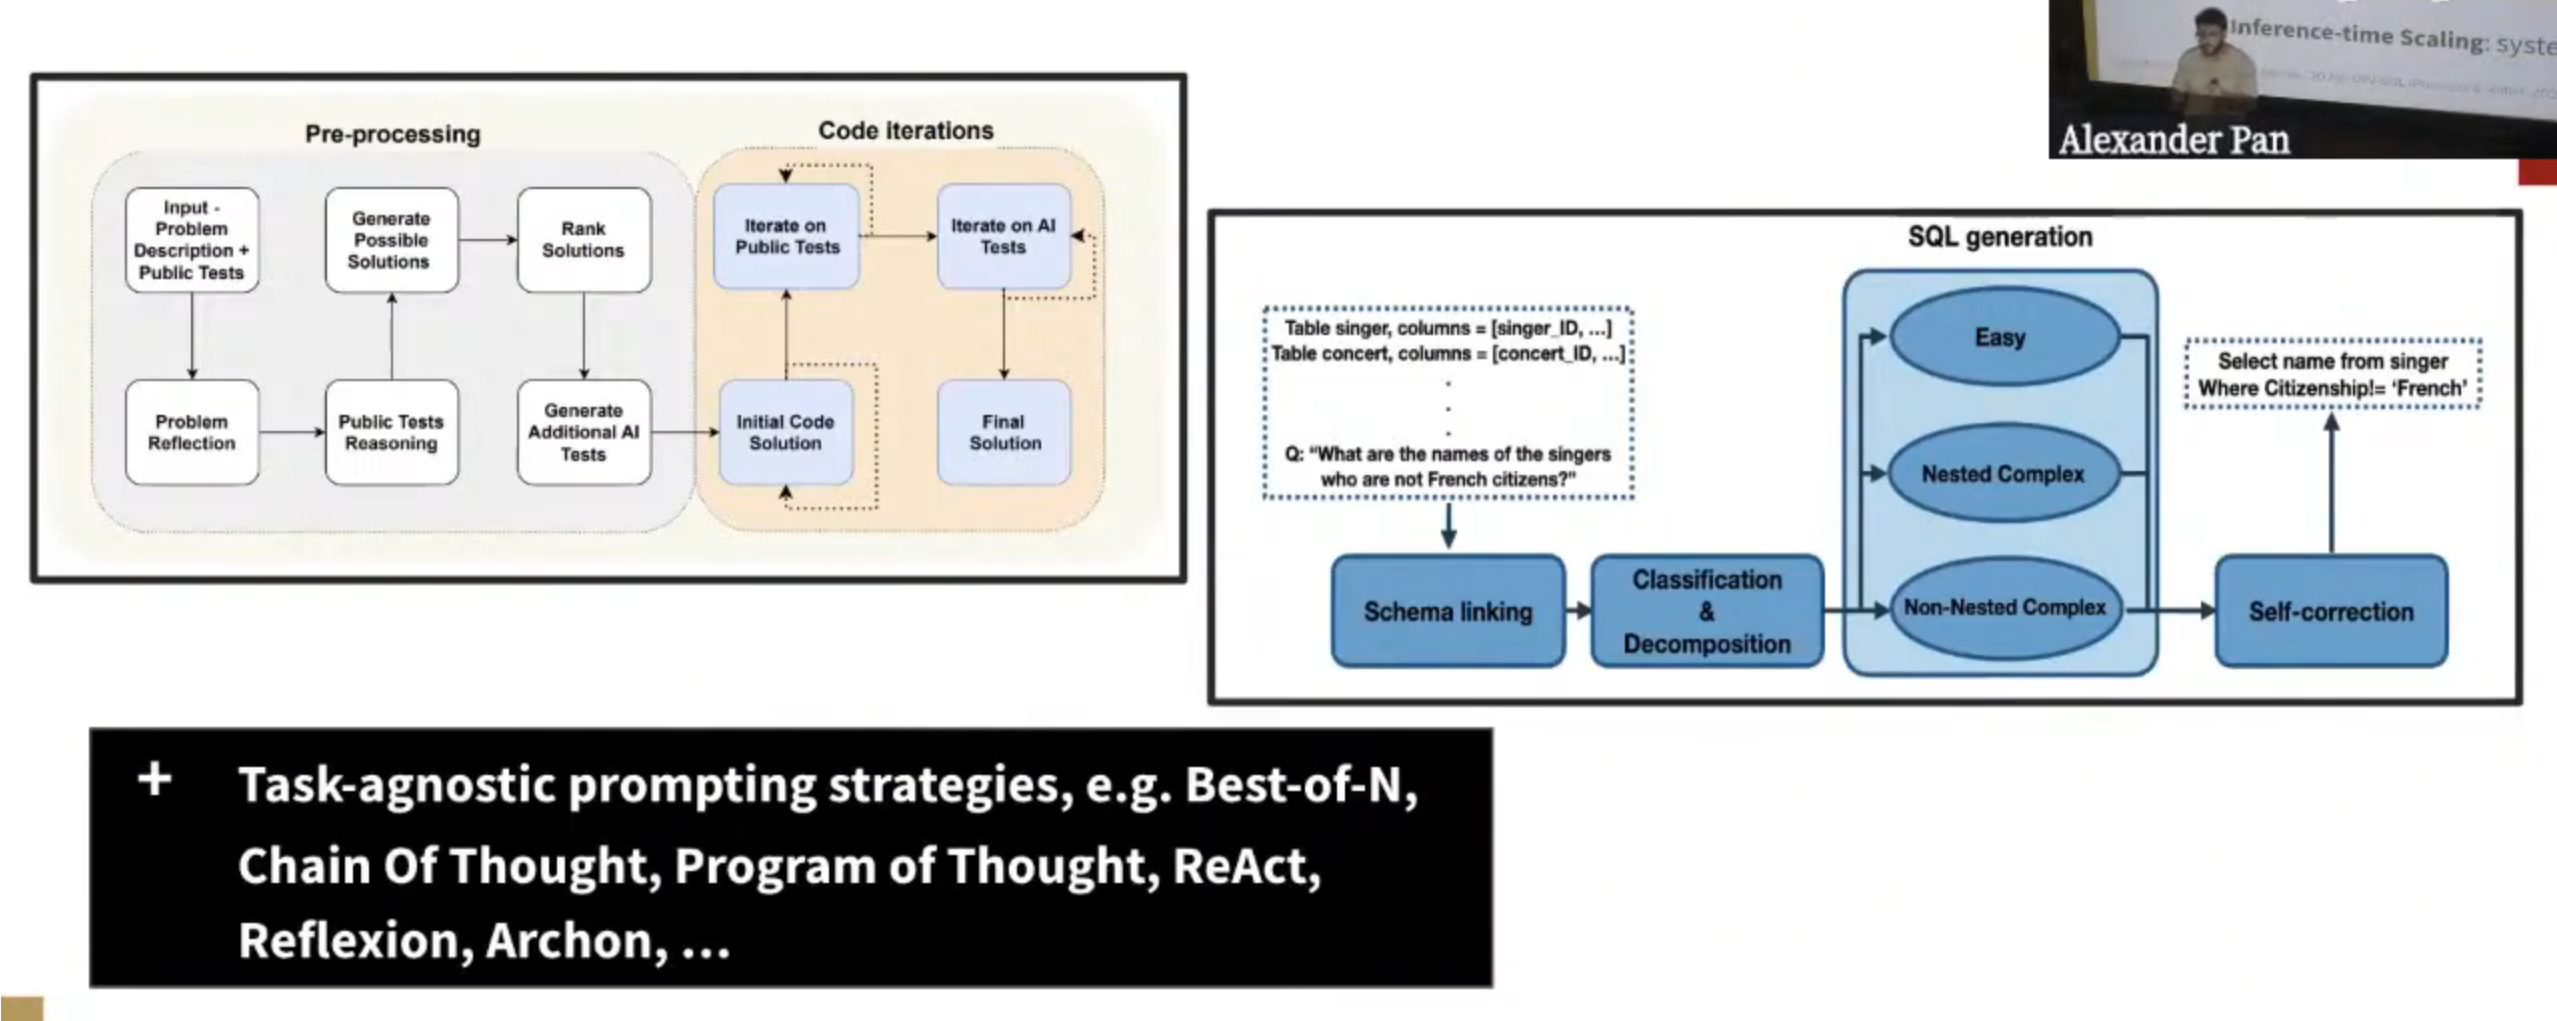 Inference-time Scaling: syste
Alexander Pan
Pre-processing
Code iterations
Input -
Problem
Description +
Public Tests
Generate
Possible
Solutions
Rank
Solutions
Iterate on
Public Tests
Iterate on AI
Tests
Problem
Reflection
Public Tests
Reasoning
Generate
Additional AI
Tests
Initial Code
Solution
Final
Solution
SQL generation
Table singer, columns = [singer_ID, ...]
Table concert, columns = [concert_ID, ...]
.
.
.
Q: “What are the names of the singers
who are not French citizens?”
Schema linking
Classification
&
Decomposition
Easy
Nested Complex
Non-Nested Complex
Self-correction
Select name from singer
Where Citizenship!= ‘French’
+ Task-agnostic prompting strategies, e.g. Best-of-N,
Chain Of Thought, Program of Thought, ReAct,
Reflexion, Archon, ...